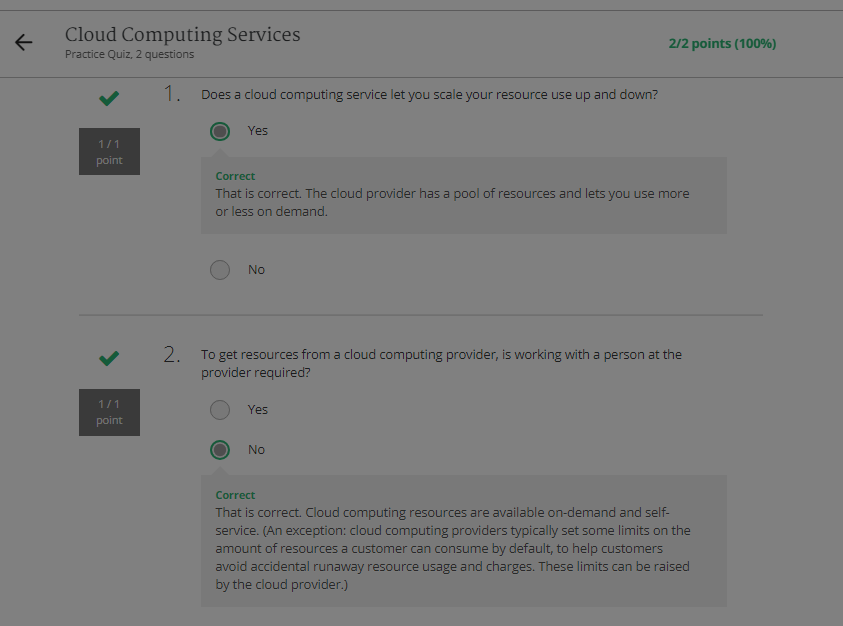 Cloud Computing Services
Practice Quiz, 2 questions
2/2 points (100%)
1 / 1
point
1.
Does a cloud computing service let you scale your resource use up and down?
Yes
Correct
That is correct. The cloud provider has a pool of resources and lets you use more
or less on demand.
No
1 / 1
point
2.
To get resources from a cloud computing provider, is working with a person at the
provider required?
Yes
No
Correct
That is correct. Cloud computing resources are available on-demand and self-
service. (An exception: cloud computing providers typically set some limits on the
amount of resources a customer can consume by default, to help customers
avoid accidental runaway resource usage and charges. These limits can be raised
by the cloud provider.)